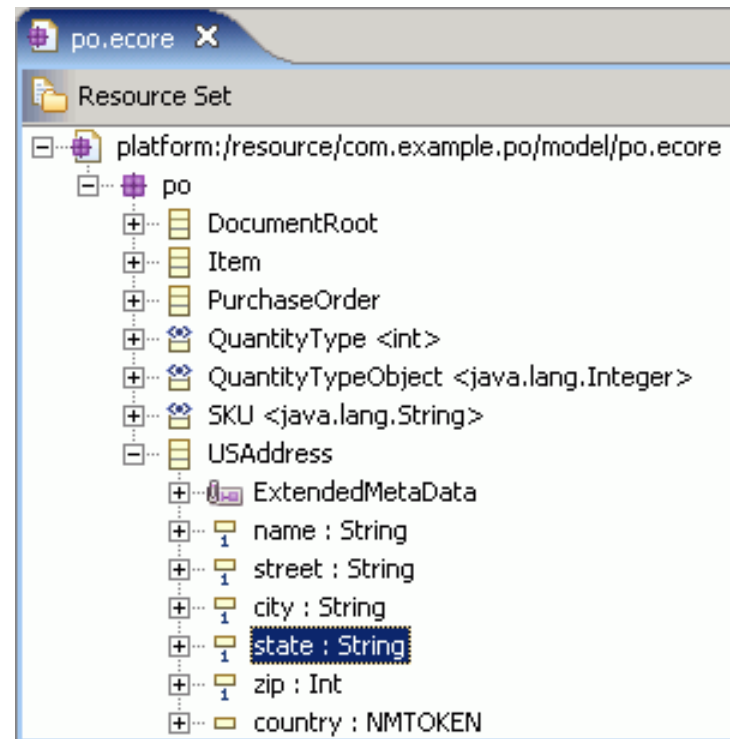 po.ecore
Resource Set
platform:/resource/com.example.po/model/po.ecore
po
DocumentRoot
Item
PurchaseOrder
QuantityType <int>
QuantityTypeObject <java.lang.Integer>
SKU <java.lang.String>
USAddress
ExtendedMetaData
name : String
street : String
city : String
state : String
zip : Int
country : NMTOKEN